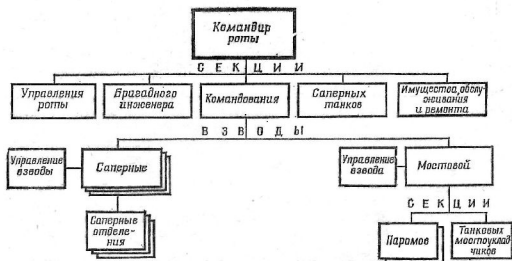 Командир
роты
СЕКЦИИ
Управления
роты
Бригадного
инженера
Командования
Саперных
танков
Имущества, обслу-
живания
и ремонта
ВЗВОДЫ
Управление
взводы
Саперные
Управление
взвода
Мостовой
Саперные
отделе-
ния
СЕКЦИИ
Паромов
Танковых
мостоуклад-
чиков